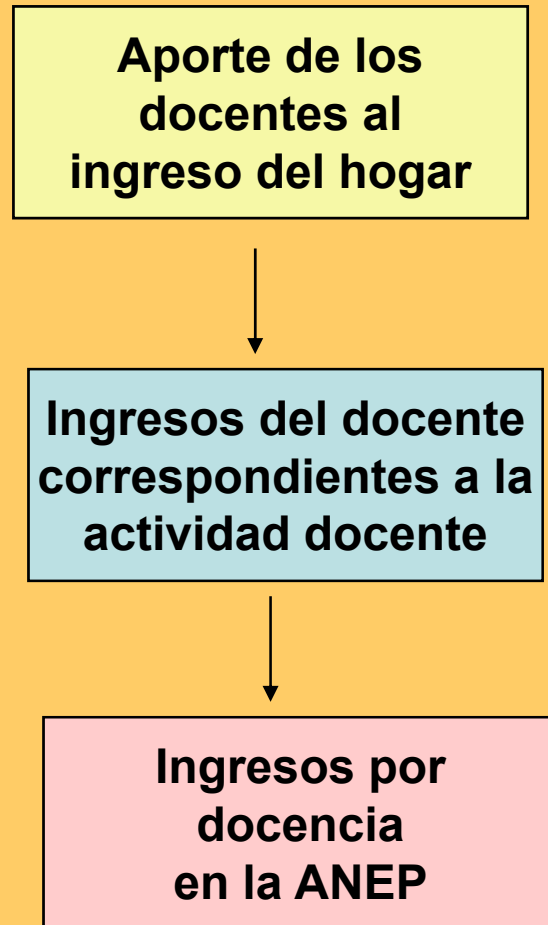 Aporte de los
docentes al
ingreso del hogar
Ingresos del docente
correspondientes a la
actividad docente
Ingresos por
docencia
en la ANEP